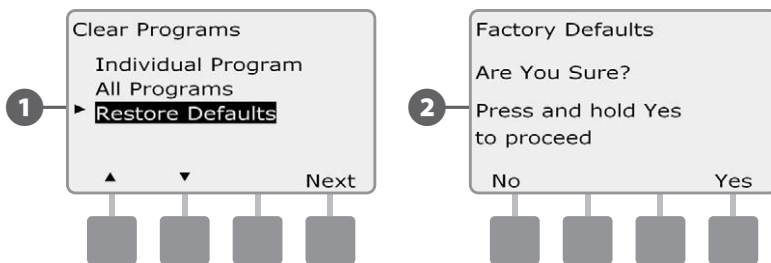 Clear Programs
Individual Program
All Programs
1
► Restore Defaults
▲ ▼ Next
Factory Defaults
Are You Sure?
2
Press and hold Yes
to proceed
No Yes